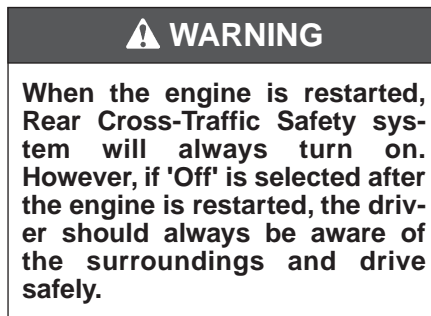 WARNING
When the engine is restarted,
Rear Cross-Traffic Safety sys-
tem will always turn on.
However, if 'Off' is selected after
the engine is restarted, the driv-
er should always be aware of
the surroundings and drive
safely.